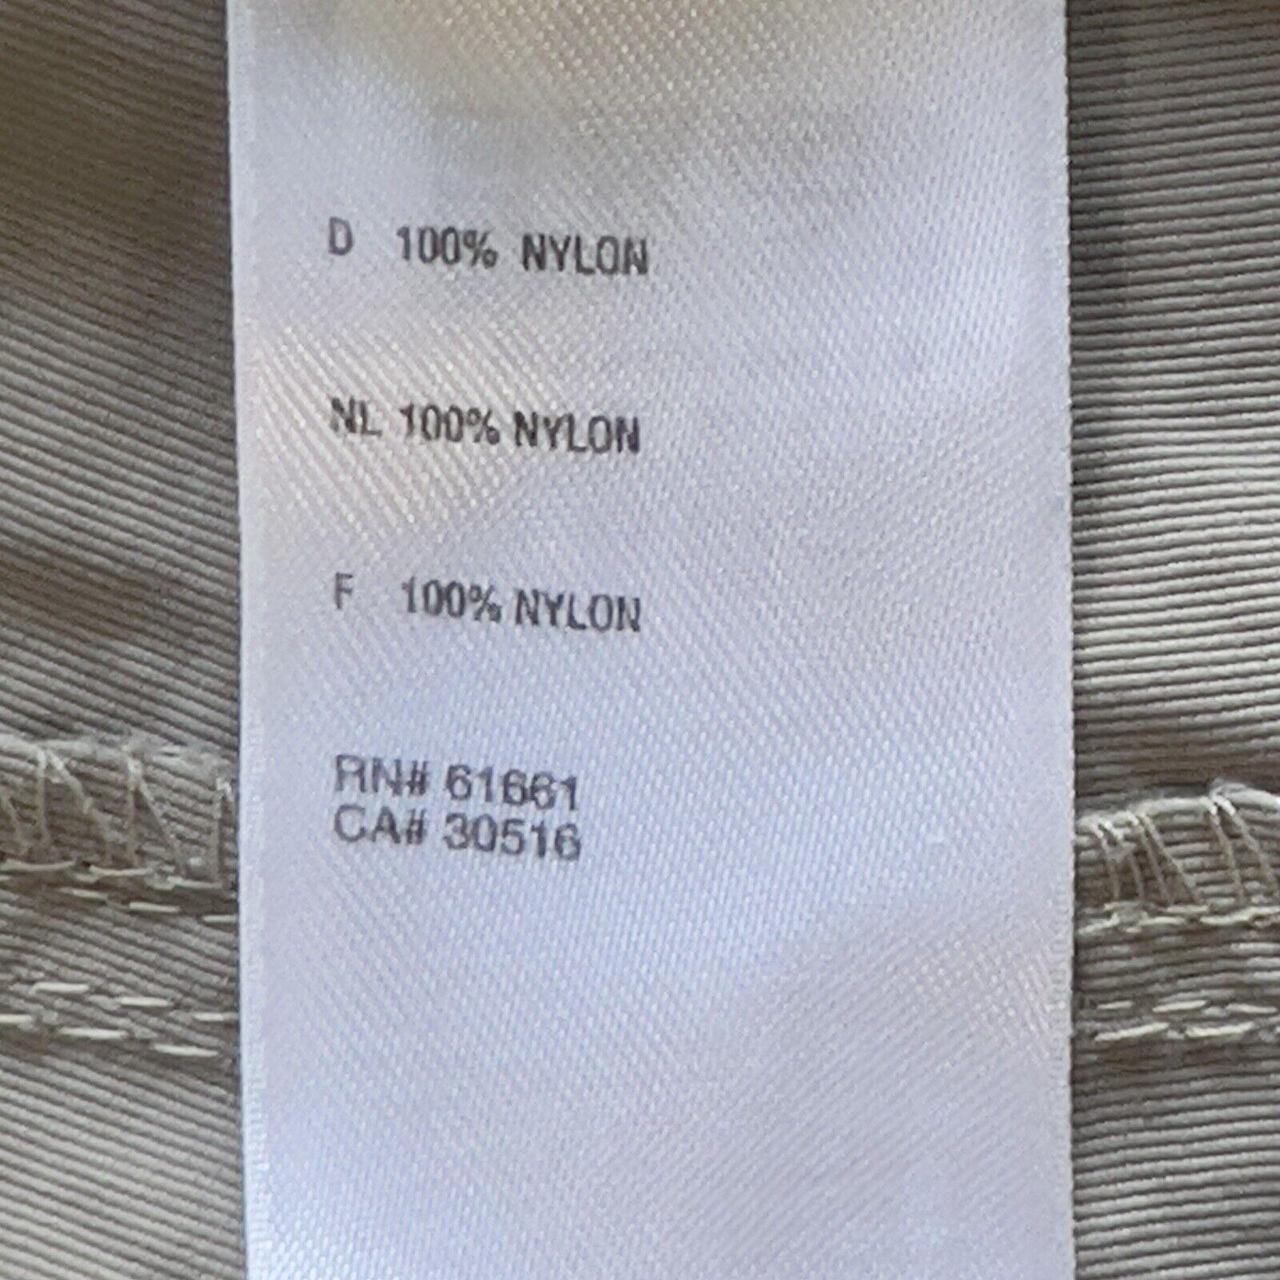 D 100% NYLON
NL 100% NYLON
F 100% NYLON
RN# 61661
CA# 30516